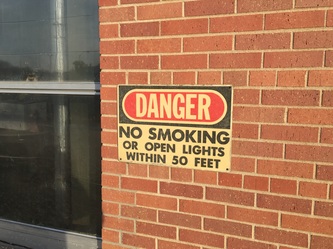 DANGER
NO SMOKING
OR OPEN LIGHTS
WITHIN 50 FEET